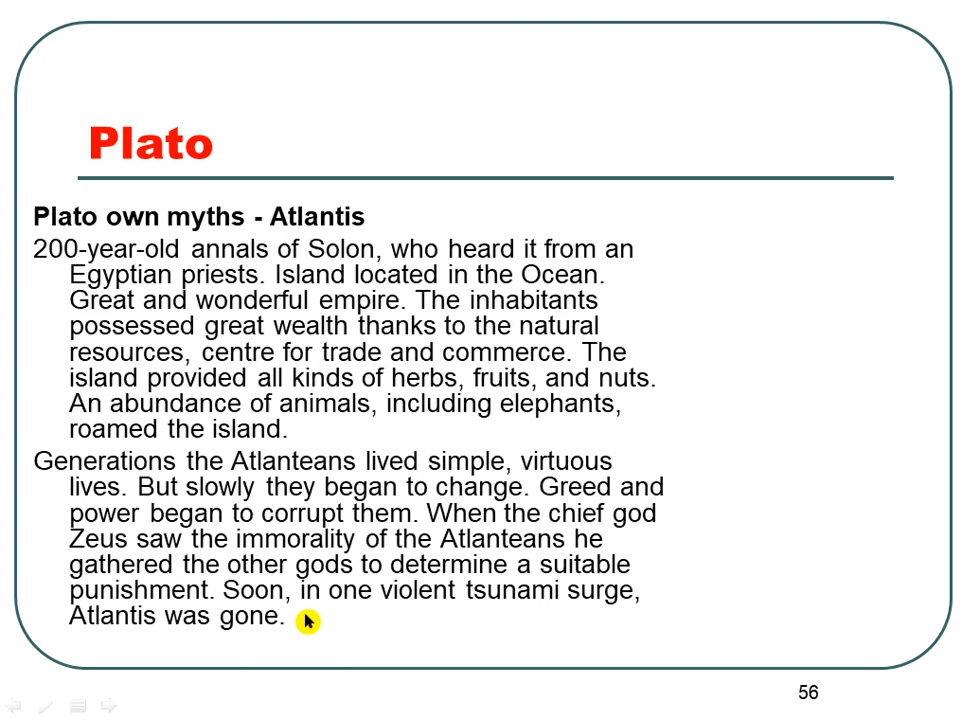 Plato
Plato own myths - Atlantis
200-year-old annals of Solon, who heard it from an
Egyptian priests. Island located in the Ocean.
Great and wonderful empire. The inhabitants
possessed great wealth thanks to the natural
resources, centre for trade and commerce. The
island provided all kinds of herbs, fruits, and nuts.
An abundance of animals, including elephants,
roamed the island.
Generations the Atlanteans lived simple, virtuous
lives. But slowly they began to change. Greed and
power began to corrupt them. When the chief god
Zeus saw the immorality of the Atlanteans he
gathered the other gods to determine a suitable
punishment. Soon, in one violent tsunami surge,
Atlantis was gone.
56